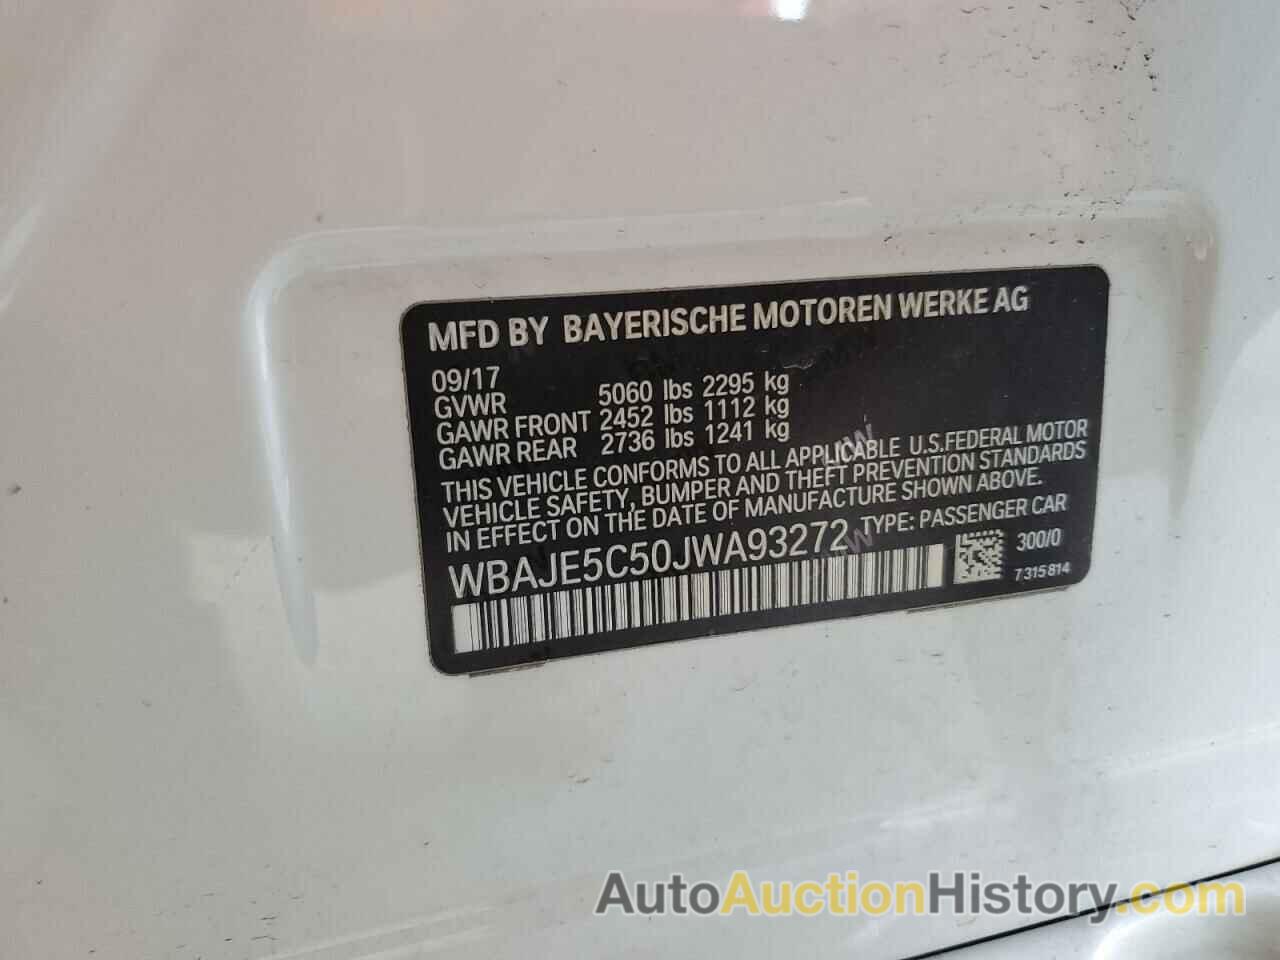 MFD BY BAYERISCHE MOTOREN WERKE AG
09/17
GVWR 5060 lbs 2295 kg
GAWR FRONT 2452 lbs 1112 kg
GAWR REAR 2736 lbs 1241 kg
THIS VEHICLE CONFORMS TO ALL APPLICABLE U.S.FEDERAL MOTOR
VEHICLE SAFETY, BUMPER AND THEFT PREVENTION STANDARDS
IN EFFECT ON THE DATE OF MANUFACTURE SHOWN ABOVE.
WBAJE5C50JWA93272 TYPE: PASSENGER CAR
300/0
7315814
AutoAuctionHistory.com